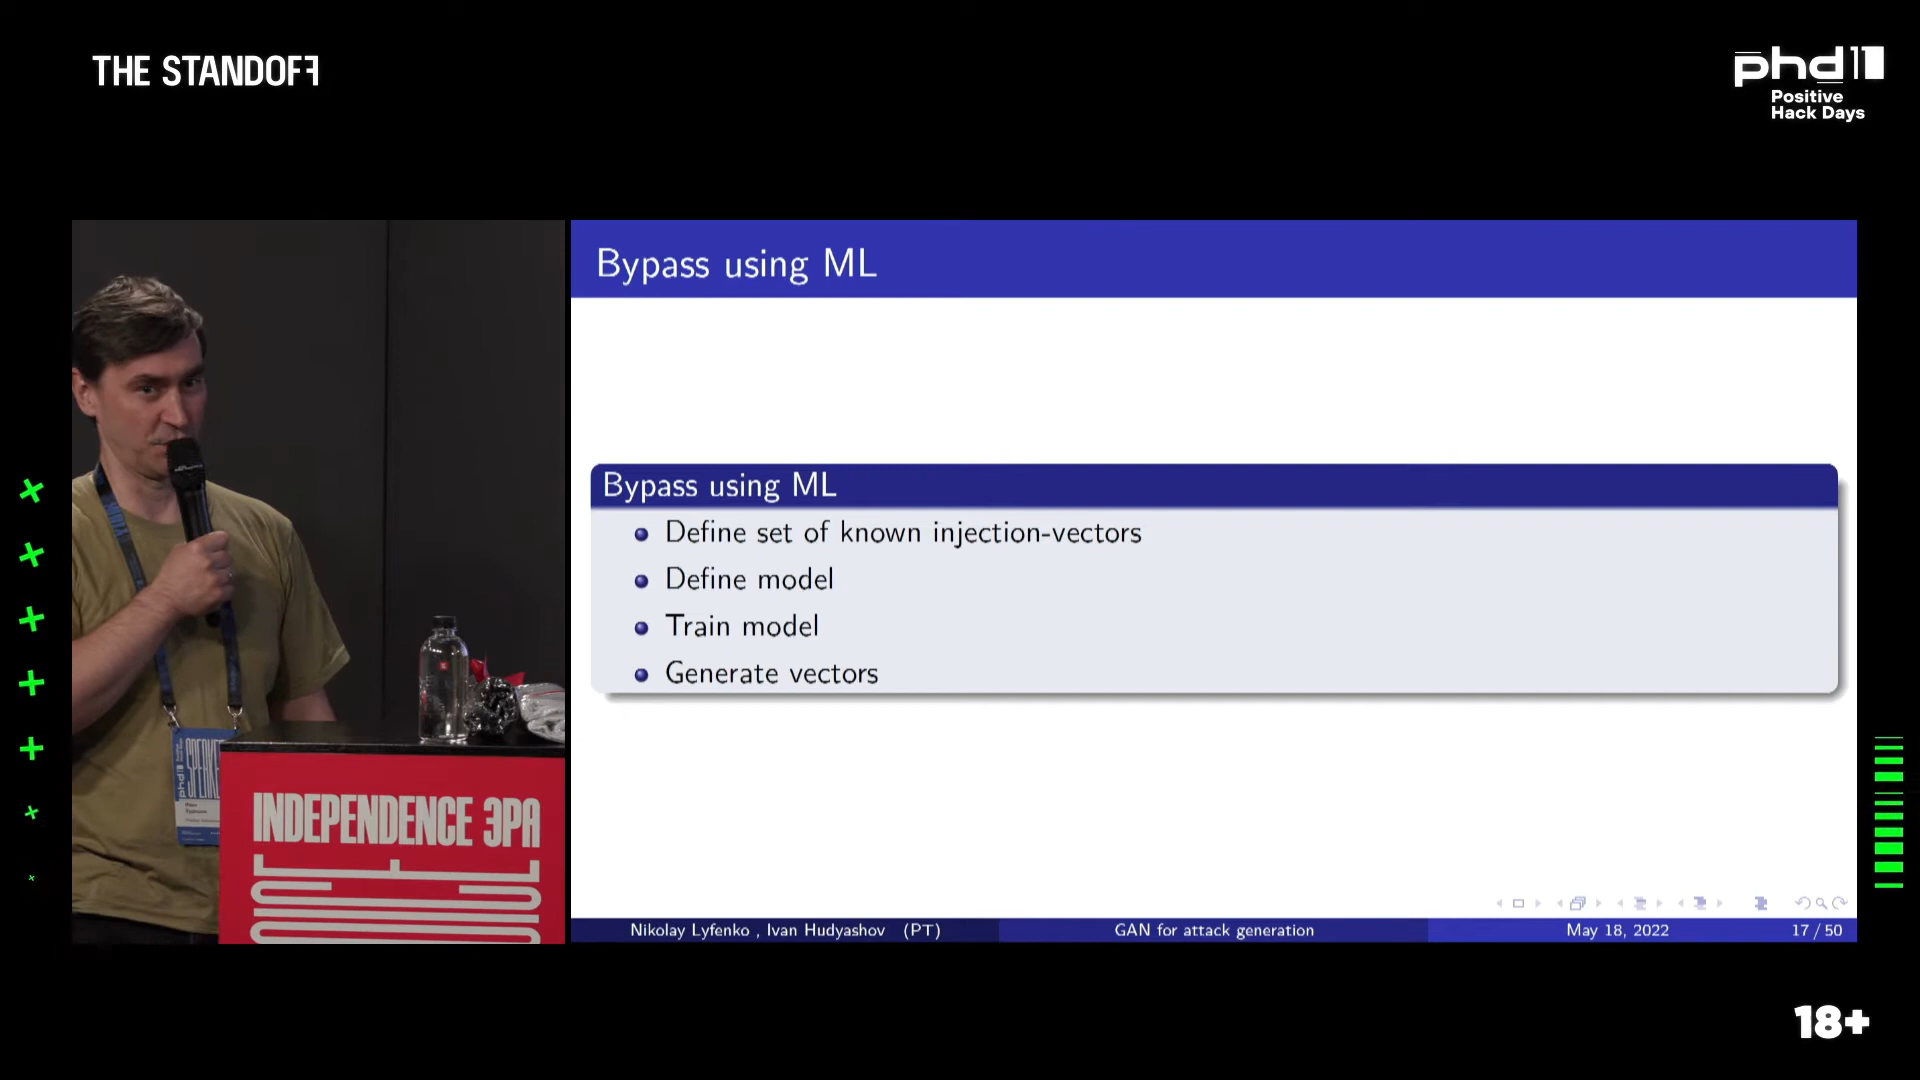 THE STANDOFF
phd11
Positive
Hack Days
Bypass using ML
Bypass using ML
Define set of known injection-vectors
Define model
Train model
Generate vectors
Nikolay Lyfenko , Ivan Hudyashov (PT)
GAN for attack generation
May 18, 2022
17 / 50
phd11
INDEPENDENCE ЭРА
18+